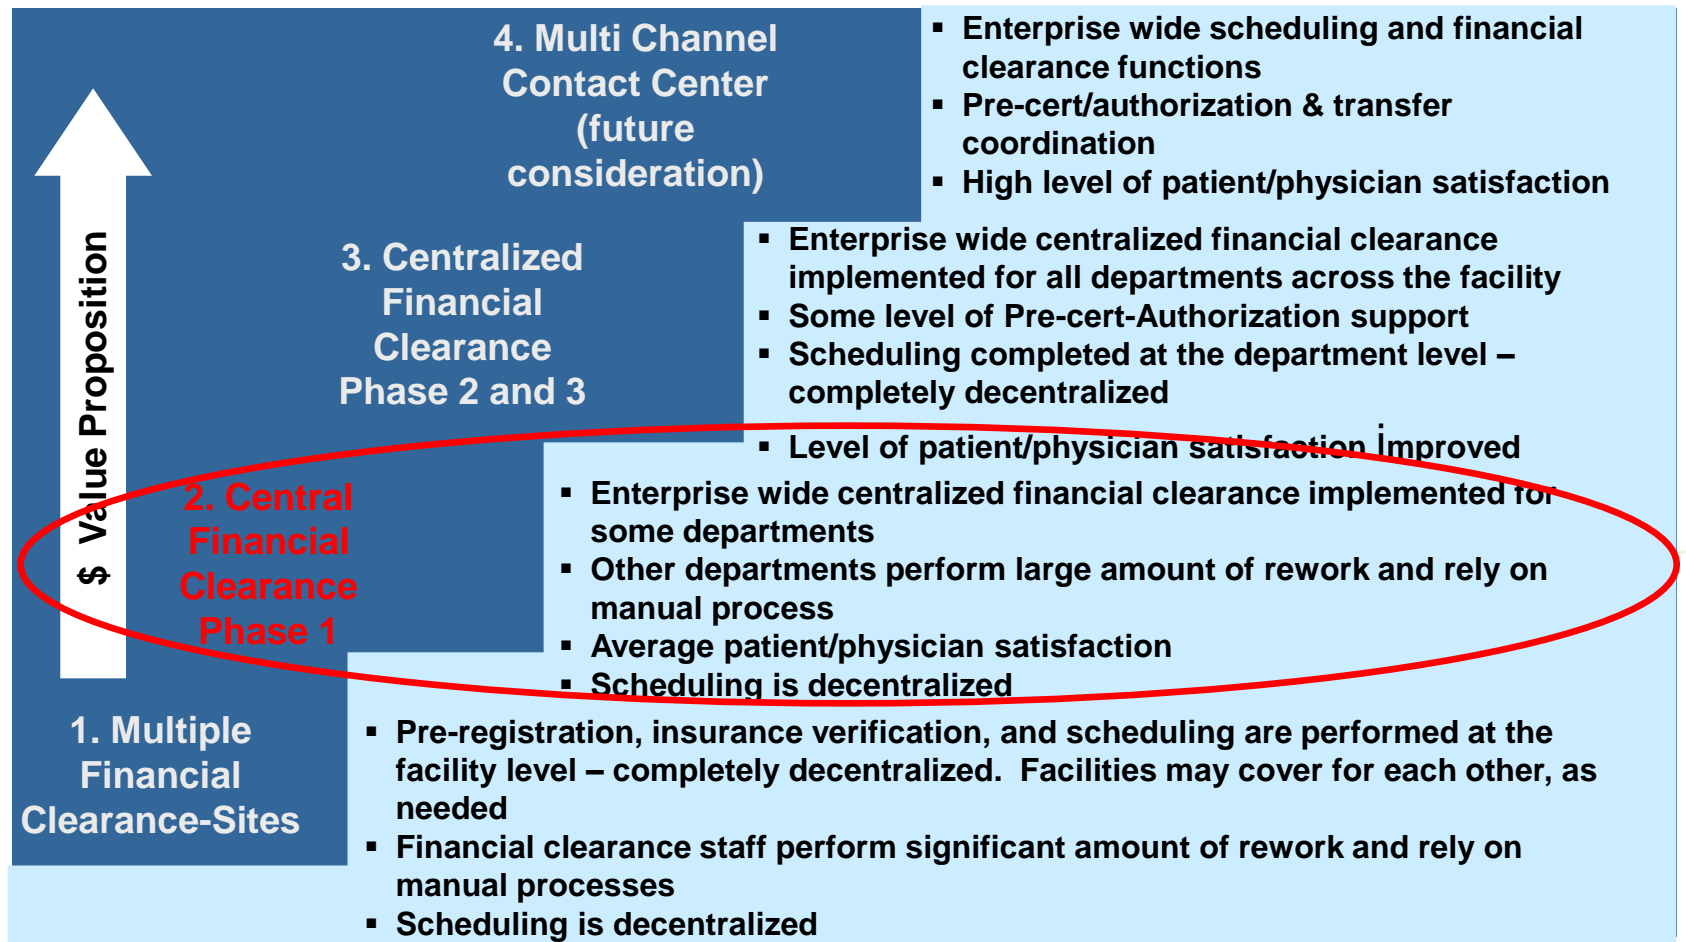 4. Multi Channel
Contact Center
(future
consideration)
▪ Enterprise wide scheduling and financial
clearance functions
▪ Pre-cert/authorization & transfer
coordination
▪ High level of patient/physician satisfaction
$ Value Proposition
3. Centralized
Financial
Clearance
Phase 2 and 3
▪ Enterprise wide centralized financial clearance
implemented for all departments across the facility
▪ Some level of Pre-cert-Authorization support
▪ Scheduling completed at the department level –
completely decentralized
▪ Level of patient/physician satisfaction improved
2. Central
Financial
Clearance
Phase 1
▪ Enterprise wide centralized financial clearance implemented for
some departments
▪ Other departments perform large amount of rework and rely on
manual process
▪ Average patient/physician satisfaction
▪ Scheduling is decentralized
1. Multiple
Financial
Clearance-Sites
▪ Pre-registration, insurance verification, and scheduling are performed at the
facility level – completely decentralized. Facilities may cover for each other, as
needed
▪ Financial clearance staff perform significant amount of rework and rely on
manual processes
▪ Scheduling is decentralized